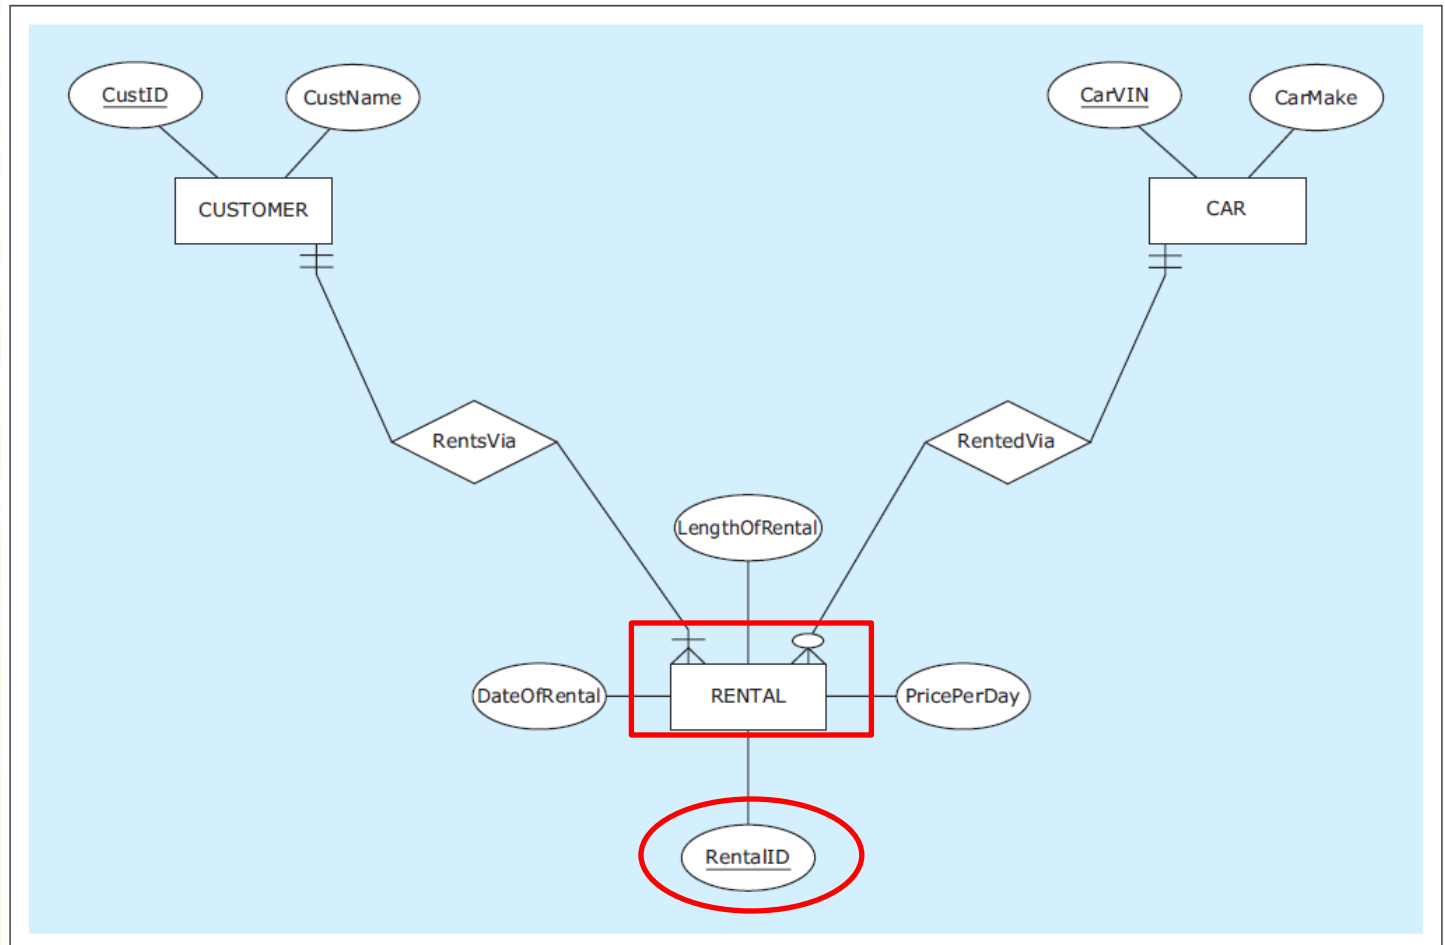 CustID
CustName
CarVIN
CarMake
CUSTOMER
CAR
RentsVia
RentedVia
LengthOfRental
DateOfRental
RENTAL
PricePerDay
RentalID